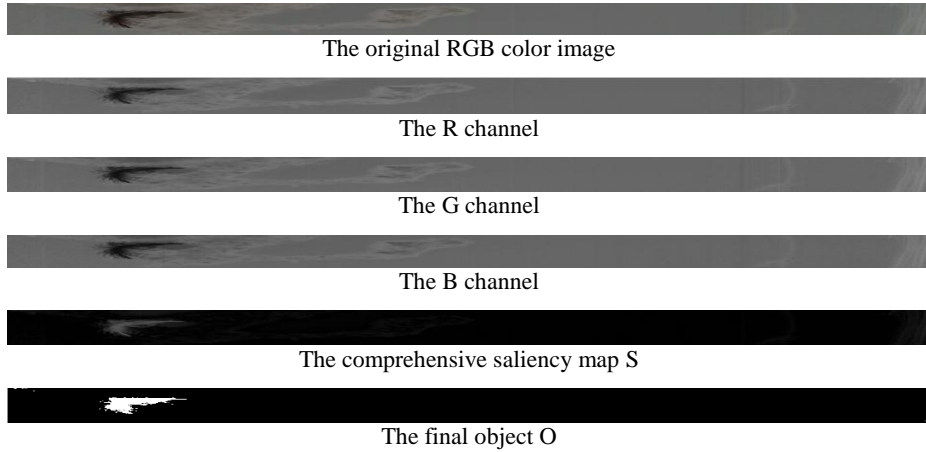 The original RGB color image
The R channel
The G channel
The B channel
The comprehensive saliency map S
The final object O